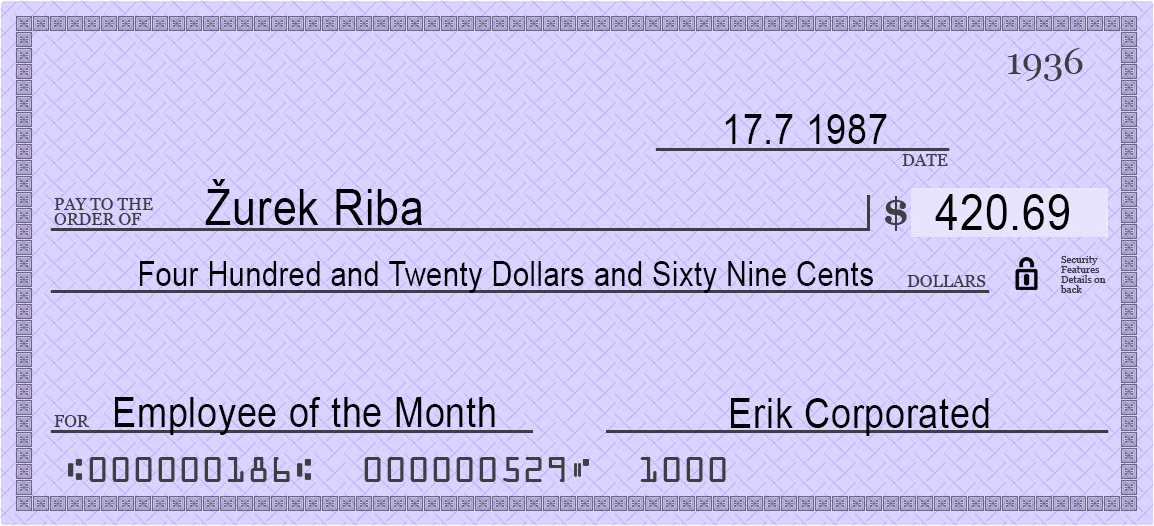 1936
17.7 1987
DATE
PAY TO THE
ORDER OF
Žurek Riba
$ 420.69
Four Hundred and Twenty Dollars and Sixty Nine Cents DOLLARS
Security
Features
Details on
back
FOR Employee of the Month
Erik Corporated
⑆000000186⑆ 000000529⑈ 1000